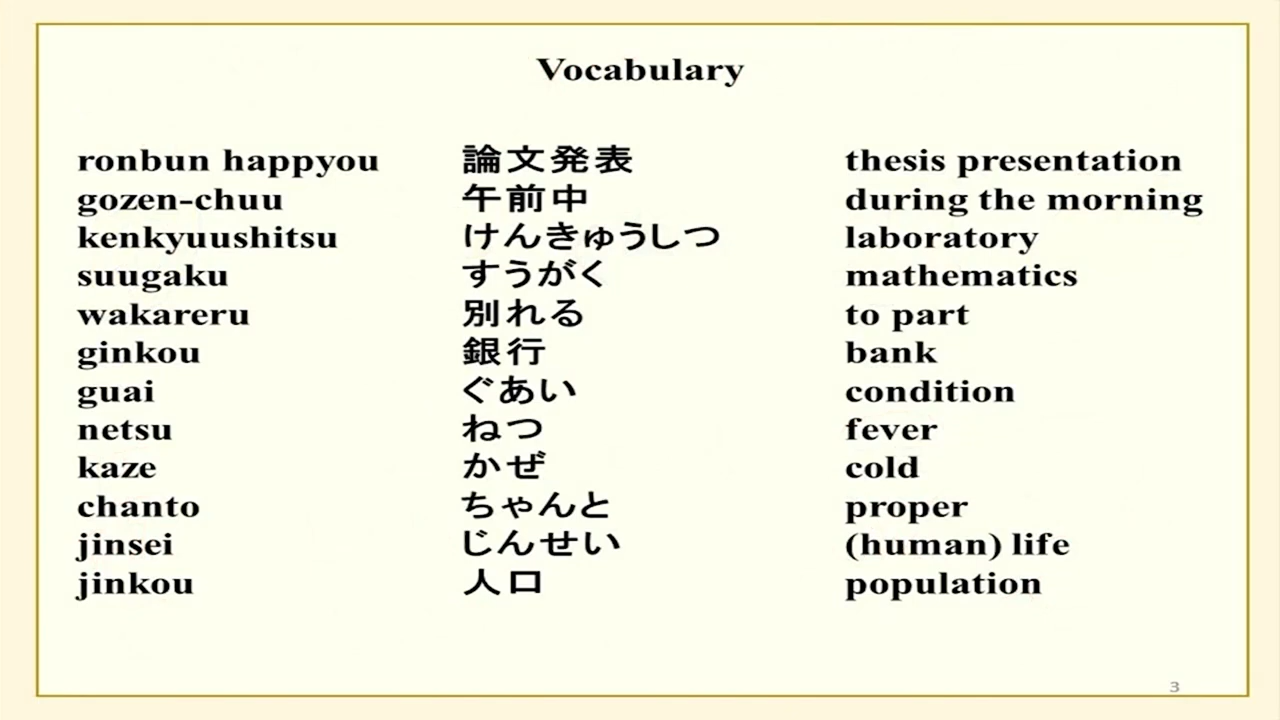 Vocabulary
ronbun happyou 論文発表 thesis presentation
gozen-chuu 午前中 during the morning
kenkyuushitsu けんきゅうしつ laboratory
suugaku すうがく mathematics
wakareru 別れる to part
ginkou 銀行 bank
guai ぐあい condition
netsu ねつ fever
kaze かぜ cold
chanto ちゃんと proper
jinsei じんせい (human) life
jinkou 人口 population
3